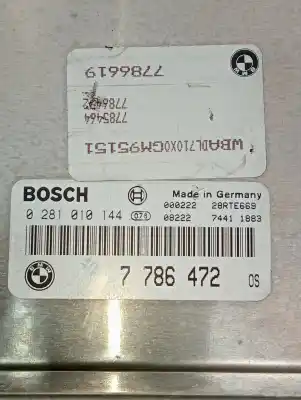 7786619
7786472
7785464
WBADL710X0GM95151
BOSCH
Made in Germany
0 281 010 144
076
000222 28RTE669
08222 7441 1883
7 786 472 OS